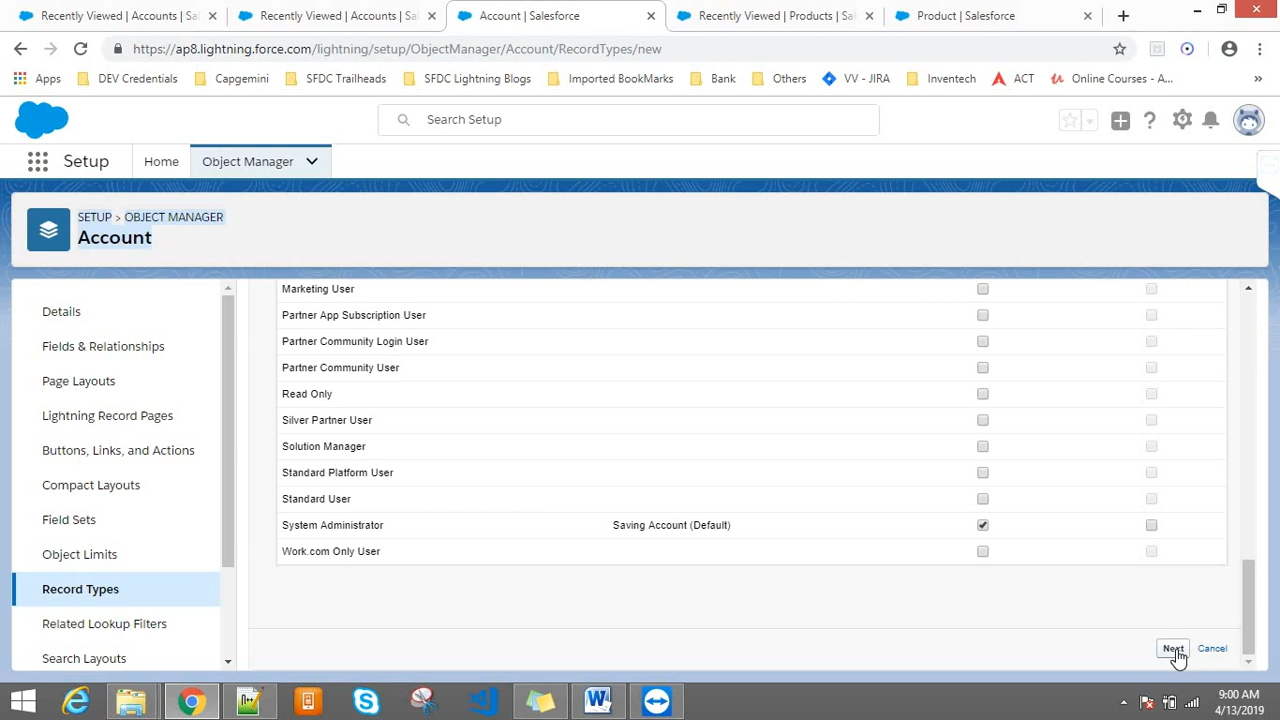 Recently Viewed | Accounts | Sal
Recently Viewed | Accounts | Sal
Account | Salesforce
Recently Viewed | Products | Sa
Product | Salesforce
https://ap8.lightning.force.com/lightning/setup/ObjectManager/Account/RecordTypes/new
Apps
DEV Credentials
Capgemini
SFDC Trailheads
SFDC Lightning Blogs
Imported BookMarks
Bank
Others
VV - JIRA
Inventech
ACT
Online Courses - A...
Search Setup
Setup
Home
Object Manager
SETUP > OBJECT MANAGER
Account
Details
Fields & Relationships
Page Layouts
Lightning Record Pages
Buttons, Links, and Actions
Compact Layouts
Field Sets
Object Limits
Record Types
Related Lookup Filters
Search Layouts
Marketing User
Partner App Subscription User
Partner Community Login User
Partner Community User
Read Only
Silver Partner User
Solution Manager
Standard Platform User
Standard User
System Administrator Saving Account (Default)
Work.com Only User
Next
Cancel
9:00 AM
4/13/2019